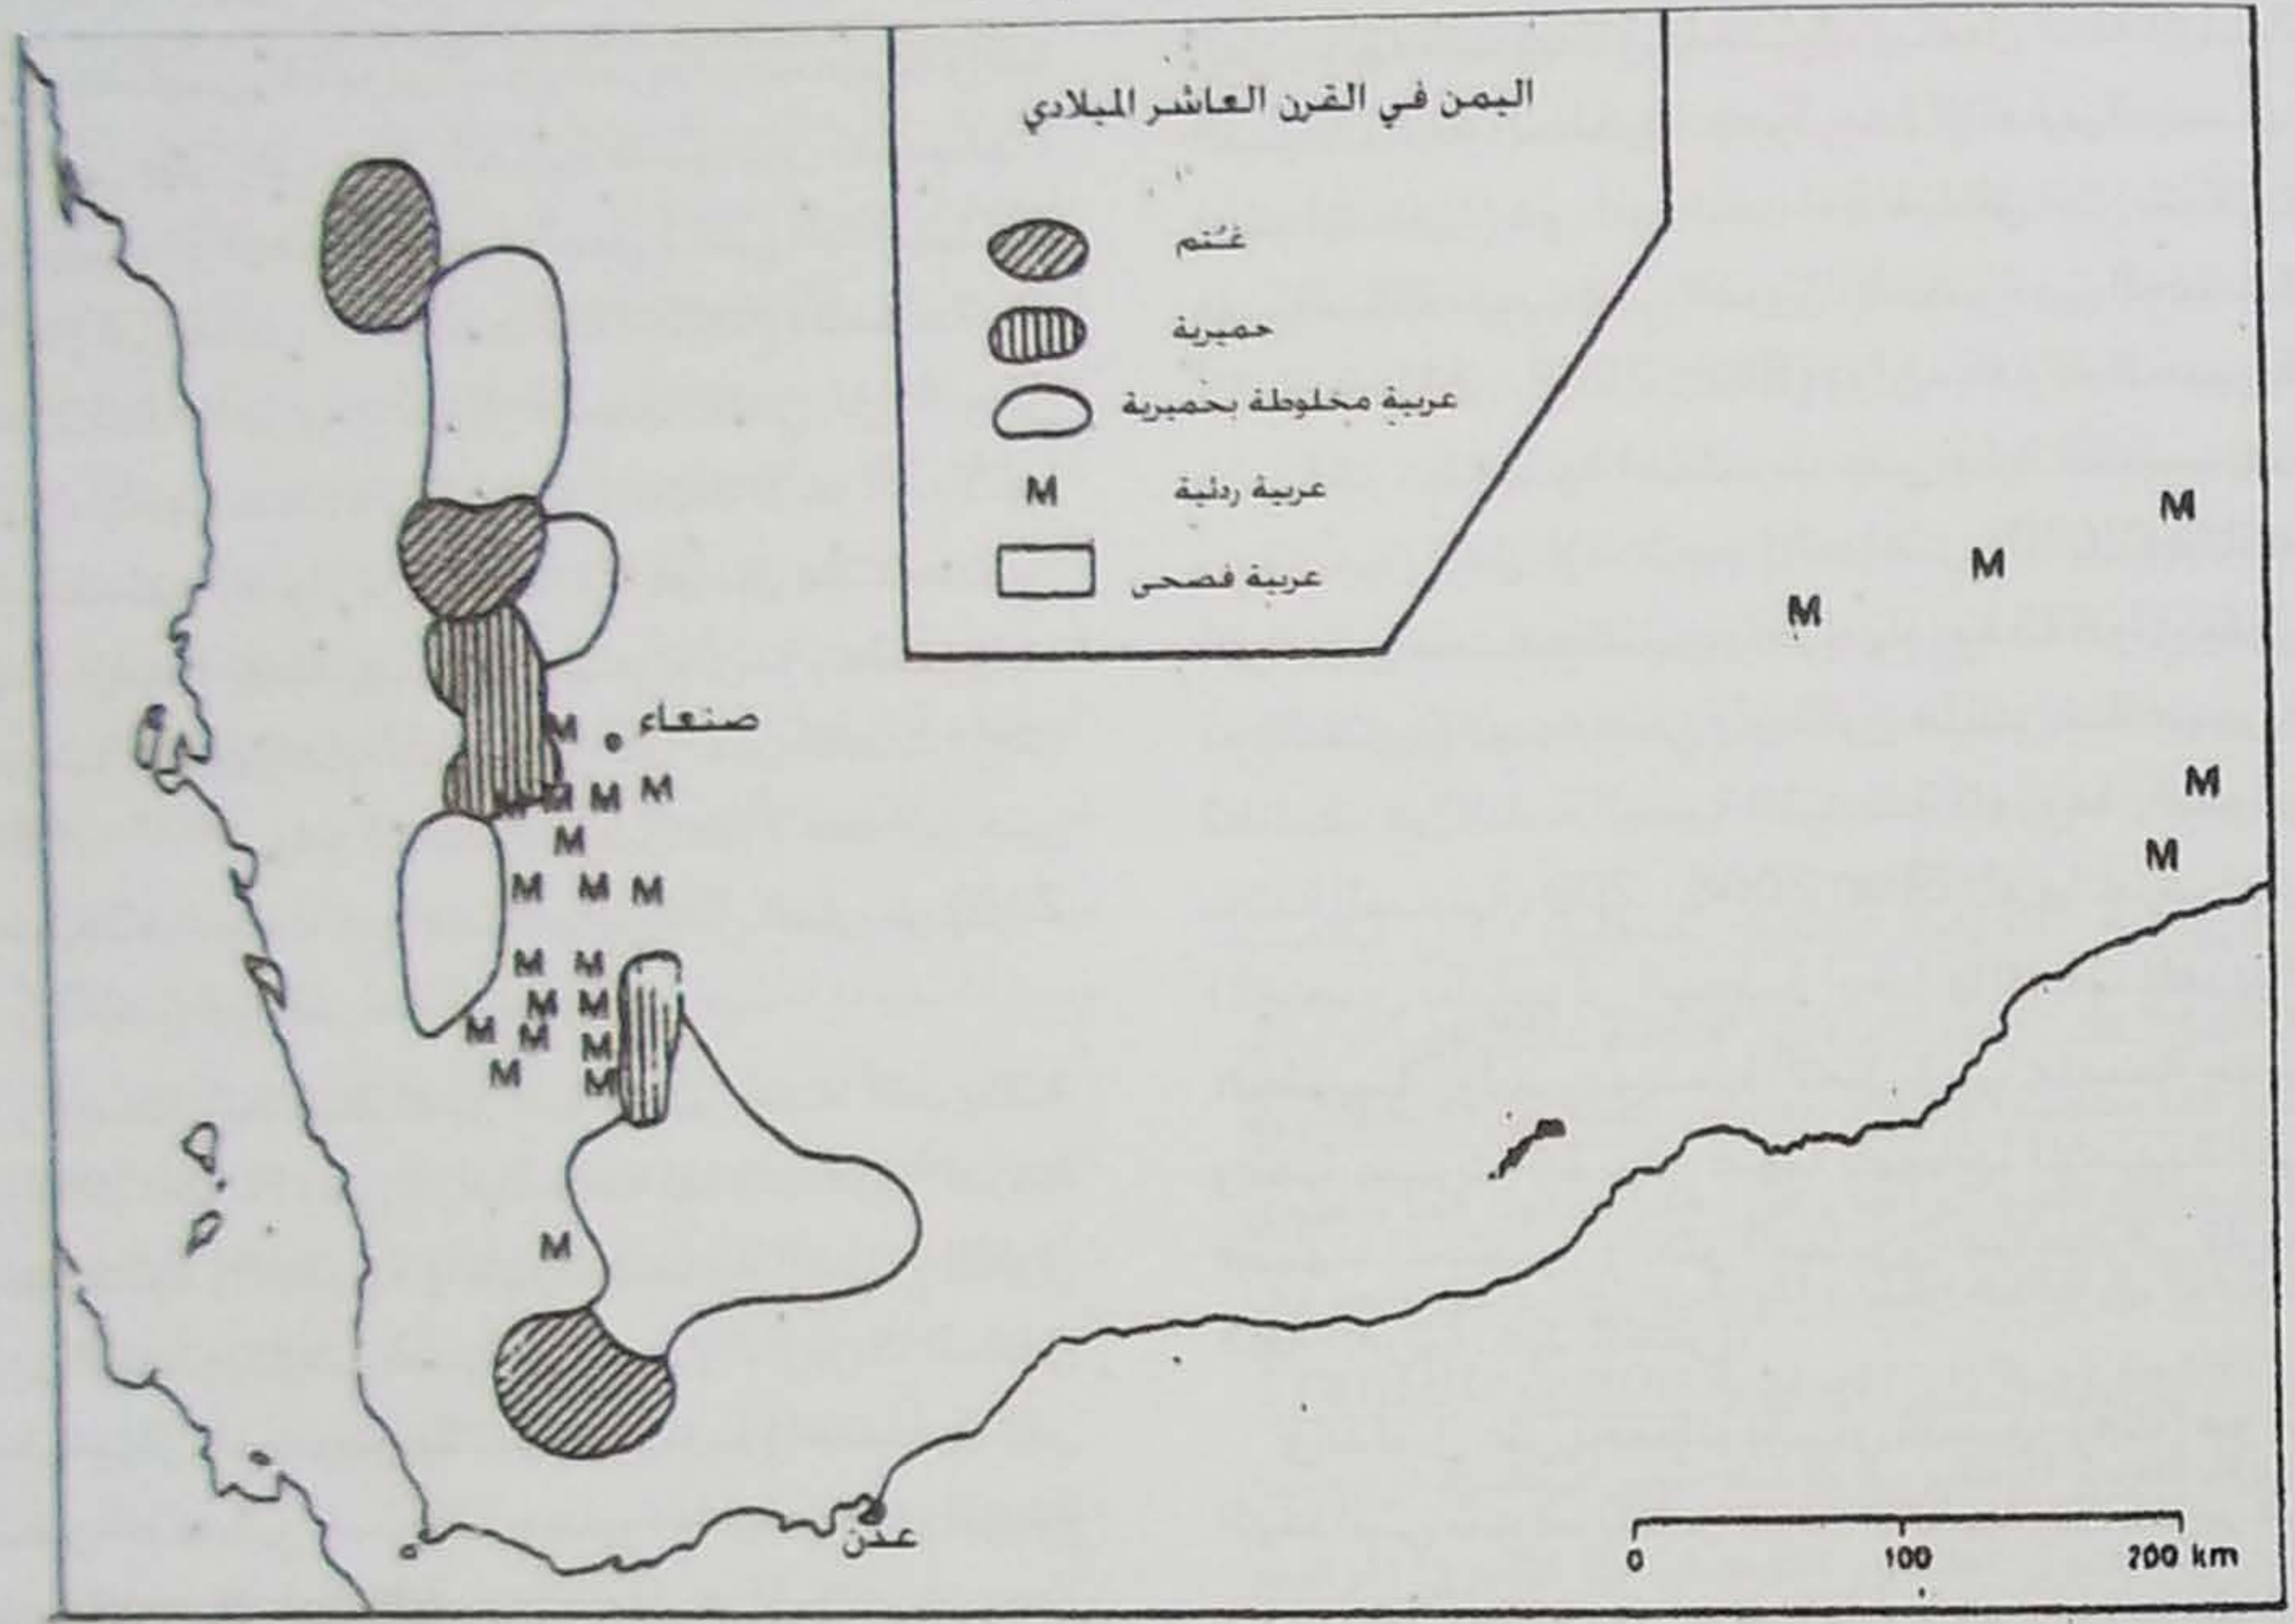 اليمن في القرن العاشر الميلادي
غُتم
حميرية
عربية مخلوطة بحميرية
M عربية ردئية
عربية فصحى
M
M
M
M صنعاء
M M M M
M
M
M
M M M
M M
M M
M M M
M M
M
عدن
0 100 200 km